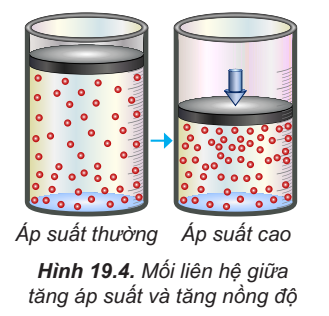 Áp suất thường Áp suất cao
Hình 19.4. Mối liên hệ giữa
tăng áp suất và tăng nồng độ